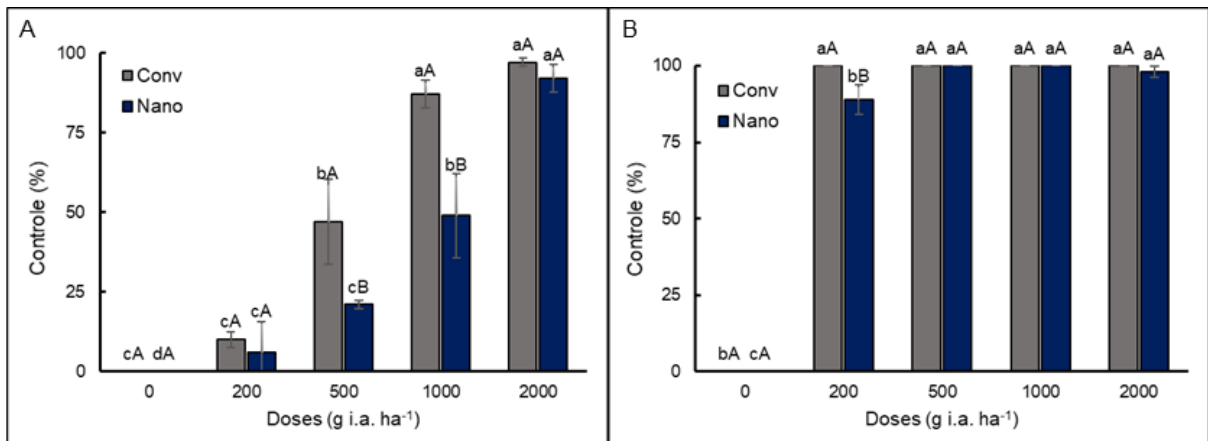 A
Conv
Nano
Controle (%)
100
75
50
25
0
cA dA
cA cA
bA cB
aA bB
aA aA
0 200 500 1000 2000
Doses (g i.a. ha⁻¹)
B
Conv
Nano
Controle (%)
100
75
50
25
0
bA cA
aA bB
aA aA
aA aA
aA aA
0 200 500 1000 2000
Doses (g i.a. ha⁻¹)